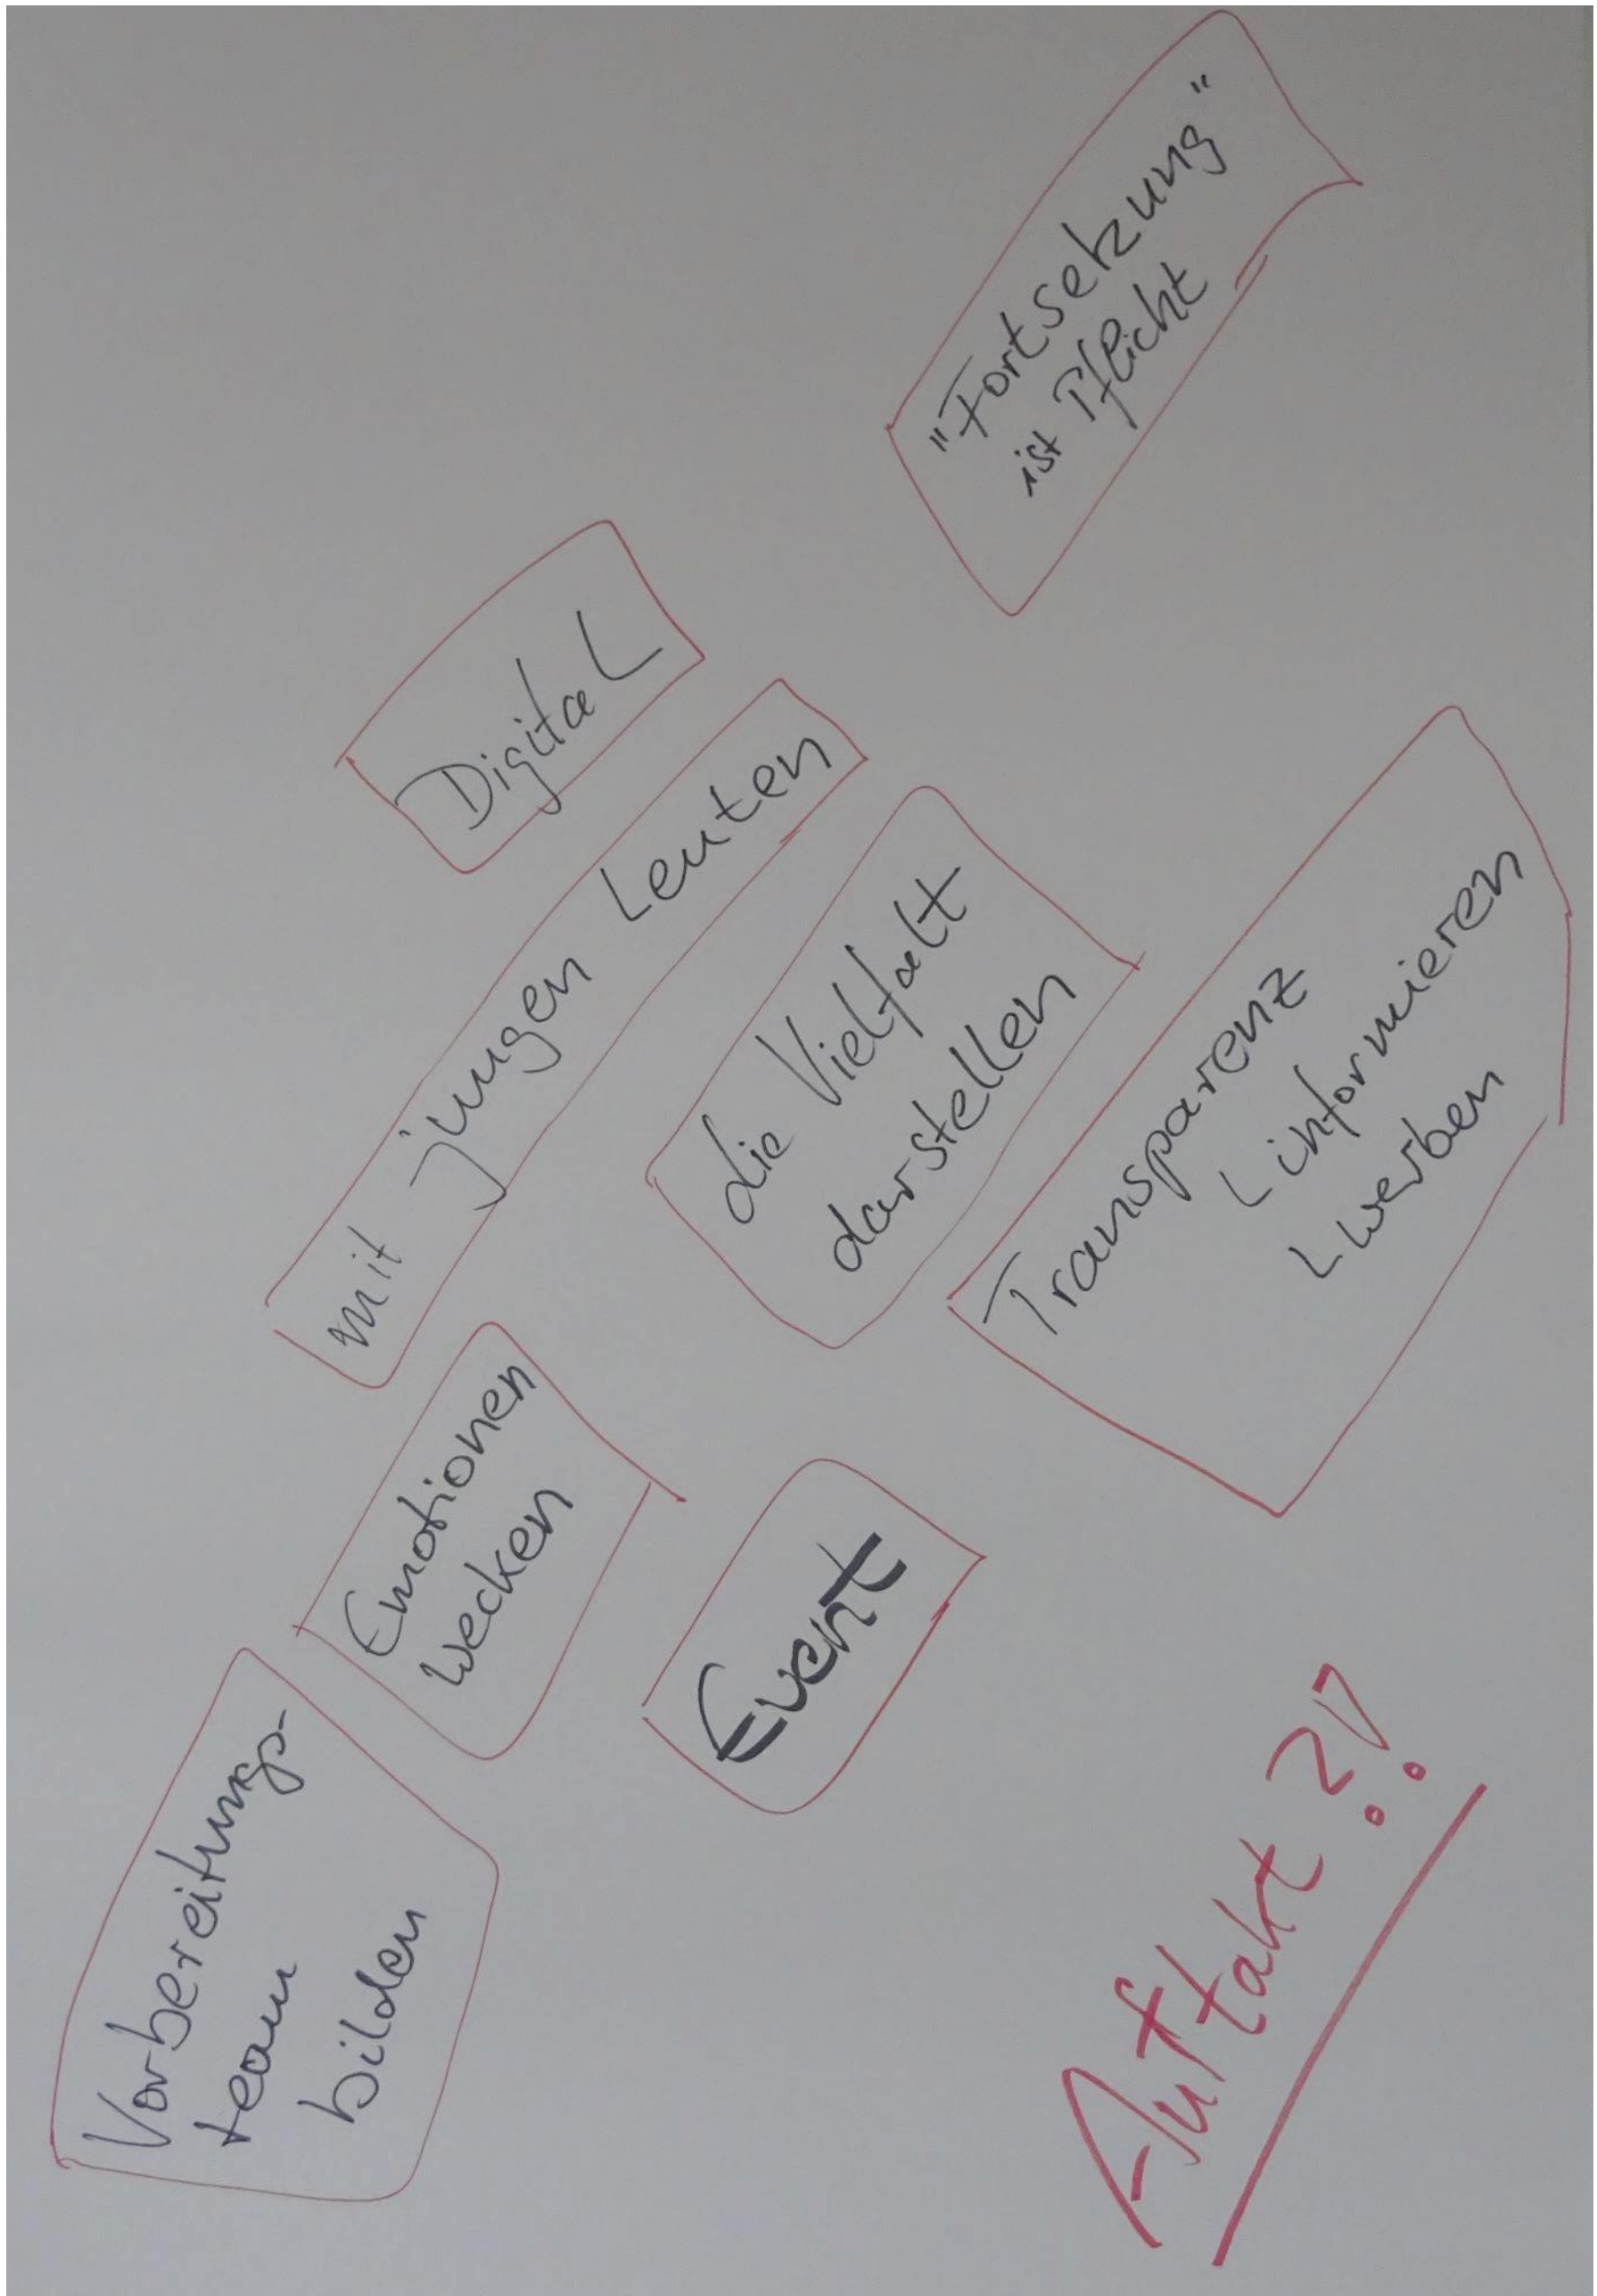 "Fortsetzung"
ist Pflicht
Digital
mit jungen Leuten
die Vielfalt
darstellen
Transparenz
└ informieren
└ werben
Emotionen
wecken
Event
Vorbereitungs-
team
bilden
Auftakt?!